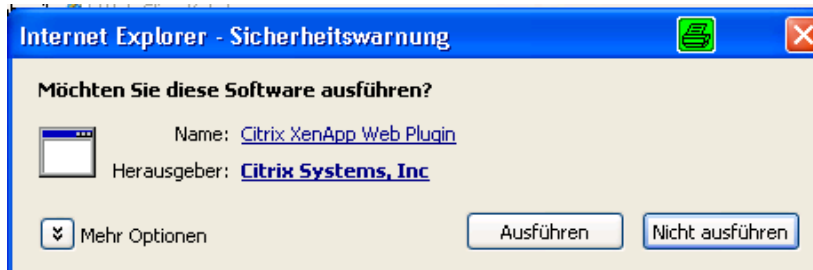 Internet Explorer - Sicherheitswarnung
Möchten Sie diese Software ausführen?
Name: Citrix XenApp Web Plugin
Herausgeber: Citrix Systems, Inc
Mehr Optionen Ausführen Nicht ausführen